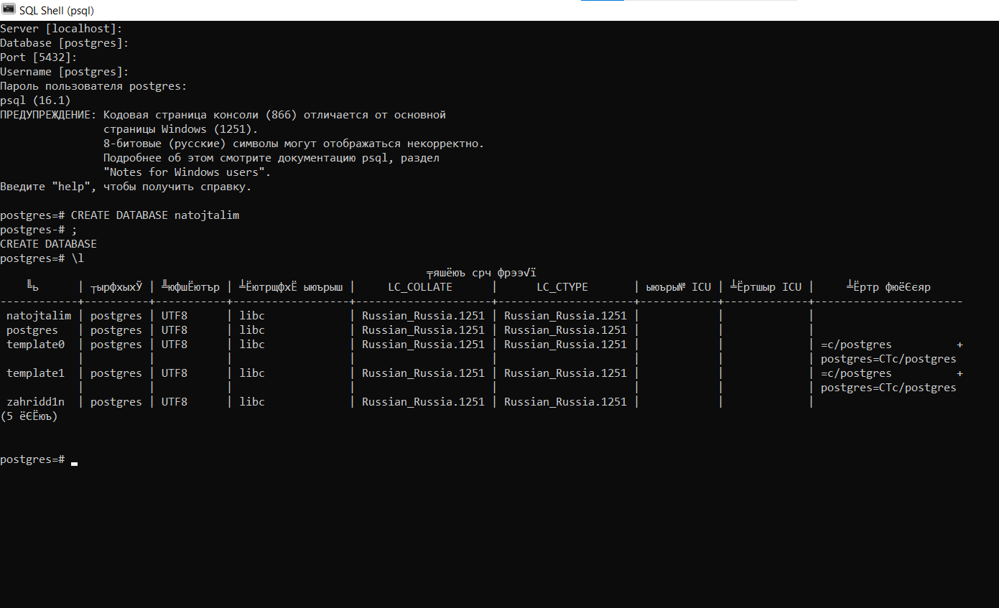 SQL Shell (psql)
Server [localhost]:
Database [postgres]:
Port [5432]:
Username [postgres]:
Пароль пользователя postgres:
psql (16.1)
ПРЕДУПРЕЖДЕНИЕ: Кодовая страница консоли (866) отличается от основной
страницы Windows (1251).
8-битовые (русские) символы могут отображаться некорректно.
Подробнее об этом смотрите документацию psql, раздел
"Notes for Windows users".
Введите "help", чтобы получить справку.
postgres=# CREATE DATABASE natojtalim
postgres-# ;
CREATE DATABASE
postgres=# \l
╤яшёюъ срч фрээ√ї
╚ь | ┬ырфхыхЎ | ╩юфшЁютър | ╧ЁютрщфхЁ ыюърыш | LC_COLLATE | LC_CTYPE | ыюъры№ ICU | ╧Ёртшыр ICU | ╧Ёртр фюёЄєяр
------------+----------+-----------+------------------+---------------------+---------------------+------------+-------------+-----------------------
natojtalim | postgres | UTF8 | libc | Russian_Russia.1251 | Russian_Russia.1251 | | |
postgres | postgres | UTF8 | libc | Russian_Russia.1251 | Russian_Russia.1251 | | |
template0 | postgres | UTF8 | libc | Russian_Russia.1251 | Russian_Russia.1251 | | | =c/postgres +
| | | | | | | | postgres=CTc/postgres
template1 | postgres | UTF8 | libc | Russian_Russia.1251 | Russian_Russia.1251 | | | =c/postgres +
| | | | | | | | postgres=CTc/postgres
zahridd1n | postgres | UTF8 | libc | Russian_Russia.1251 | Russian_Russia.1251 | | |
(5 ёЄЁюъ)
postgres=#